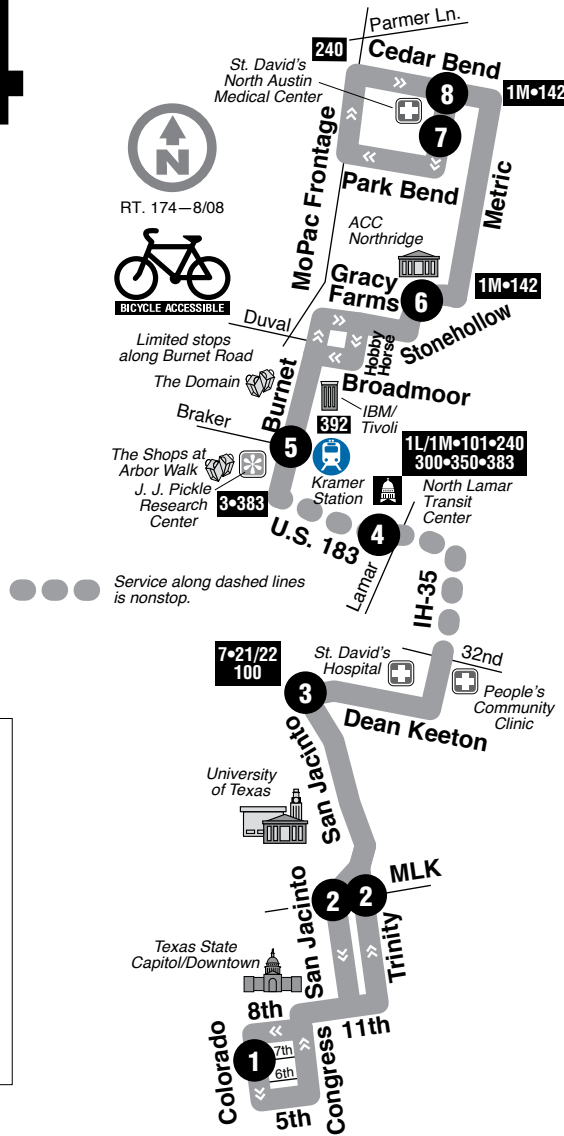 Parmer Ln.
240
Cedar Bend
St. David's
North Austin
Medical Center
8
1M•142
7
N
MoPac Frontage
Park Bend
Metric
RT. 174—8/08
ACC
Northridge
BICYCLE ACCESSIBLE
Gracy
Farms
6
1M•142
Duval
Stonehollow
Hobby
Horse
Limited stops
along Burnet Road
The Domain
Burnet
Broadmoor
IBM/
Tivoli
Braker
392
5
1L/1M•101•240
300•350•383
The Shops at
Arbor Walk
J. J. Pickle
Research
Center
3•383
Kramer
Station
North Lamar
Transit
Center
U.S. 183
4
Lamar
IH-35
Service along dashed lines
is nonstop.
7•21/22
100
St. David's
Hospital
32nd
3
People's
Community
Clinic
Dean Keeton
San Jacinto
University
of Texas
MLK
2
2
San Jacinto
Trinity
Texas State
Capitol/Downtown
8th
11th
Colorado
1
7th
6th
Congress
5th